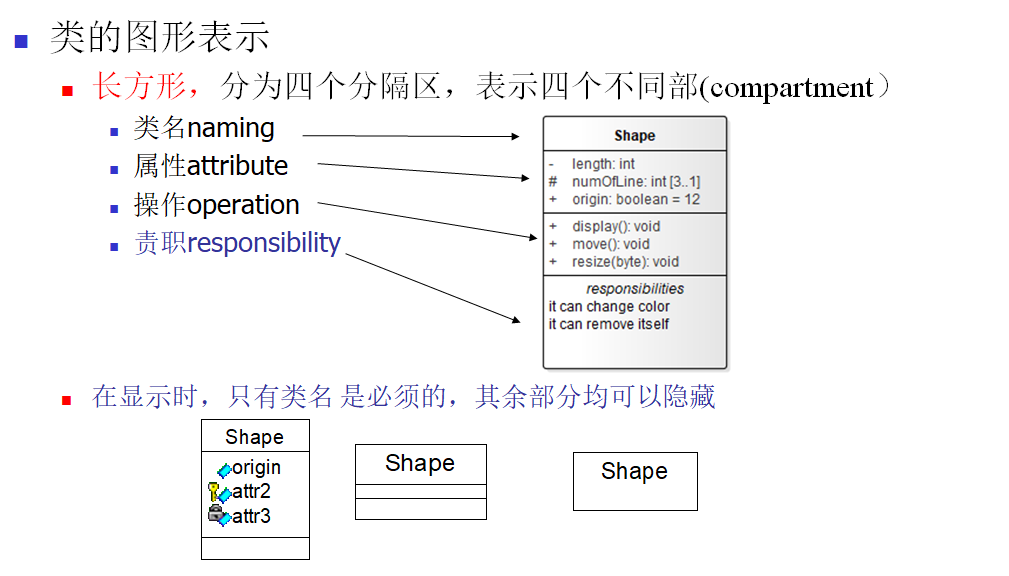 类的图形表示
长方形，分为四个分隔区，表示四个不同部(compartment）
类名naming
属性attribute
操作operation
责职responsibility
Shape
- length: int
# numOfLine: int [3..1]
+ origin: boolean = 12
+ display(): void
+ move(): void
+ resize(byte): void
responsibilities
it can change color
it can remove itself
在显示时，只有类名 是必须的，其余部分均可以隐藏
Shape
origin
attr2
attr3
Shape
Shape